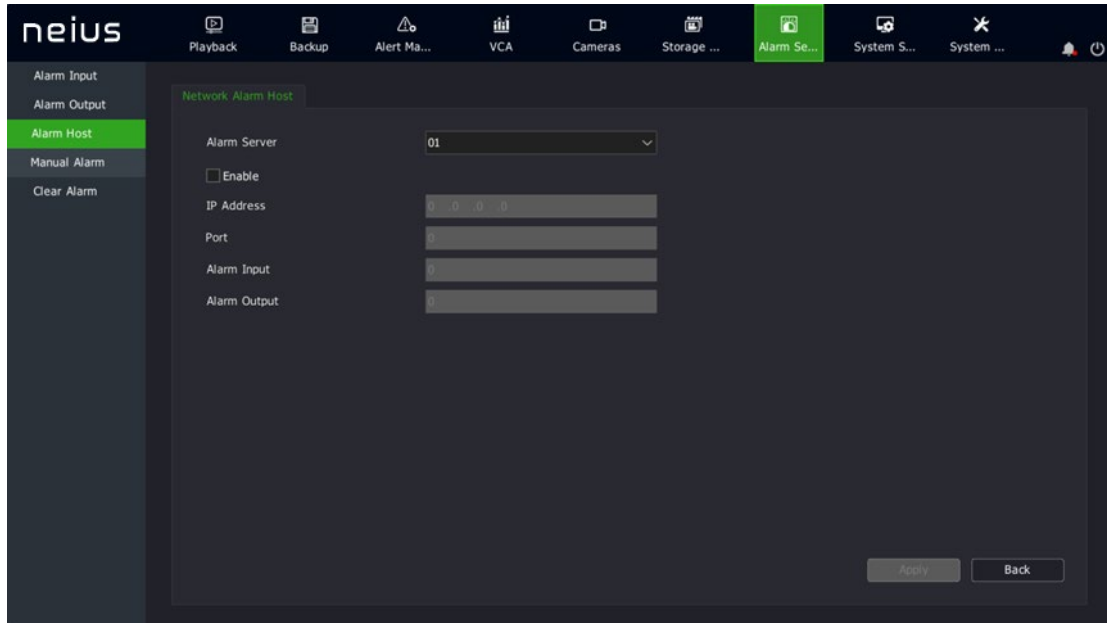 neius
Playback
Backup
Alert Ma...
VCA
Cameras
Storage ...
Alarm Se...
System S...
System ...
Alarm Input
Alarm Output
Alarm Host
Manual Alarm
Clear Alarm
Network Alarm Host
Alarm Server 01
Enable
IP Address 0 .0 .0 .0
Port 0
Alarm Input 0
Alarm Output 0
Apply Back